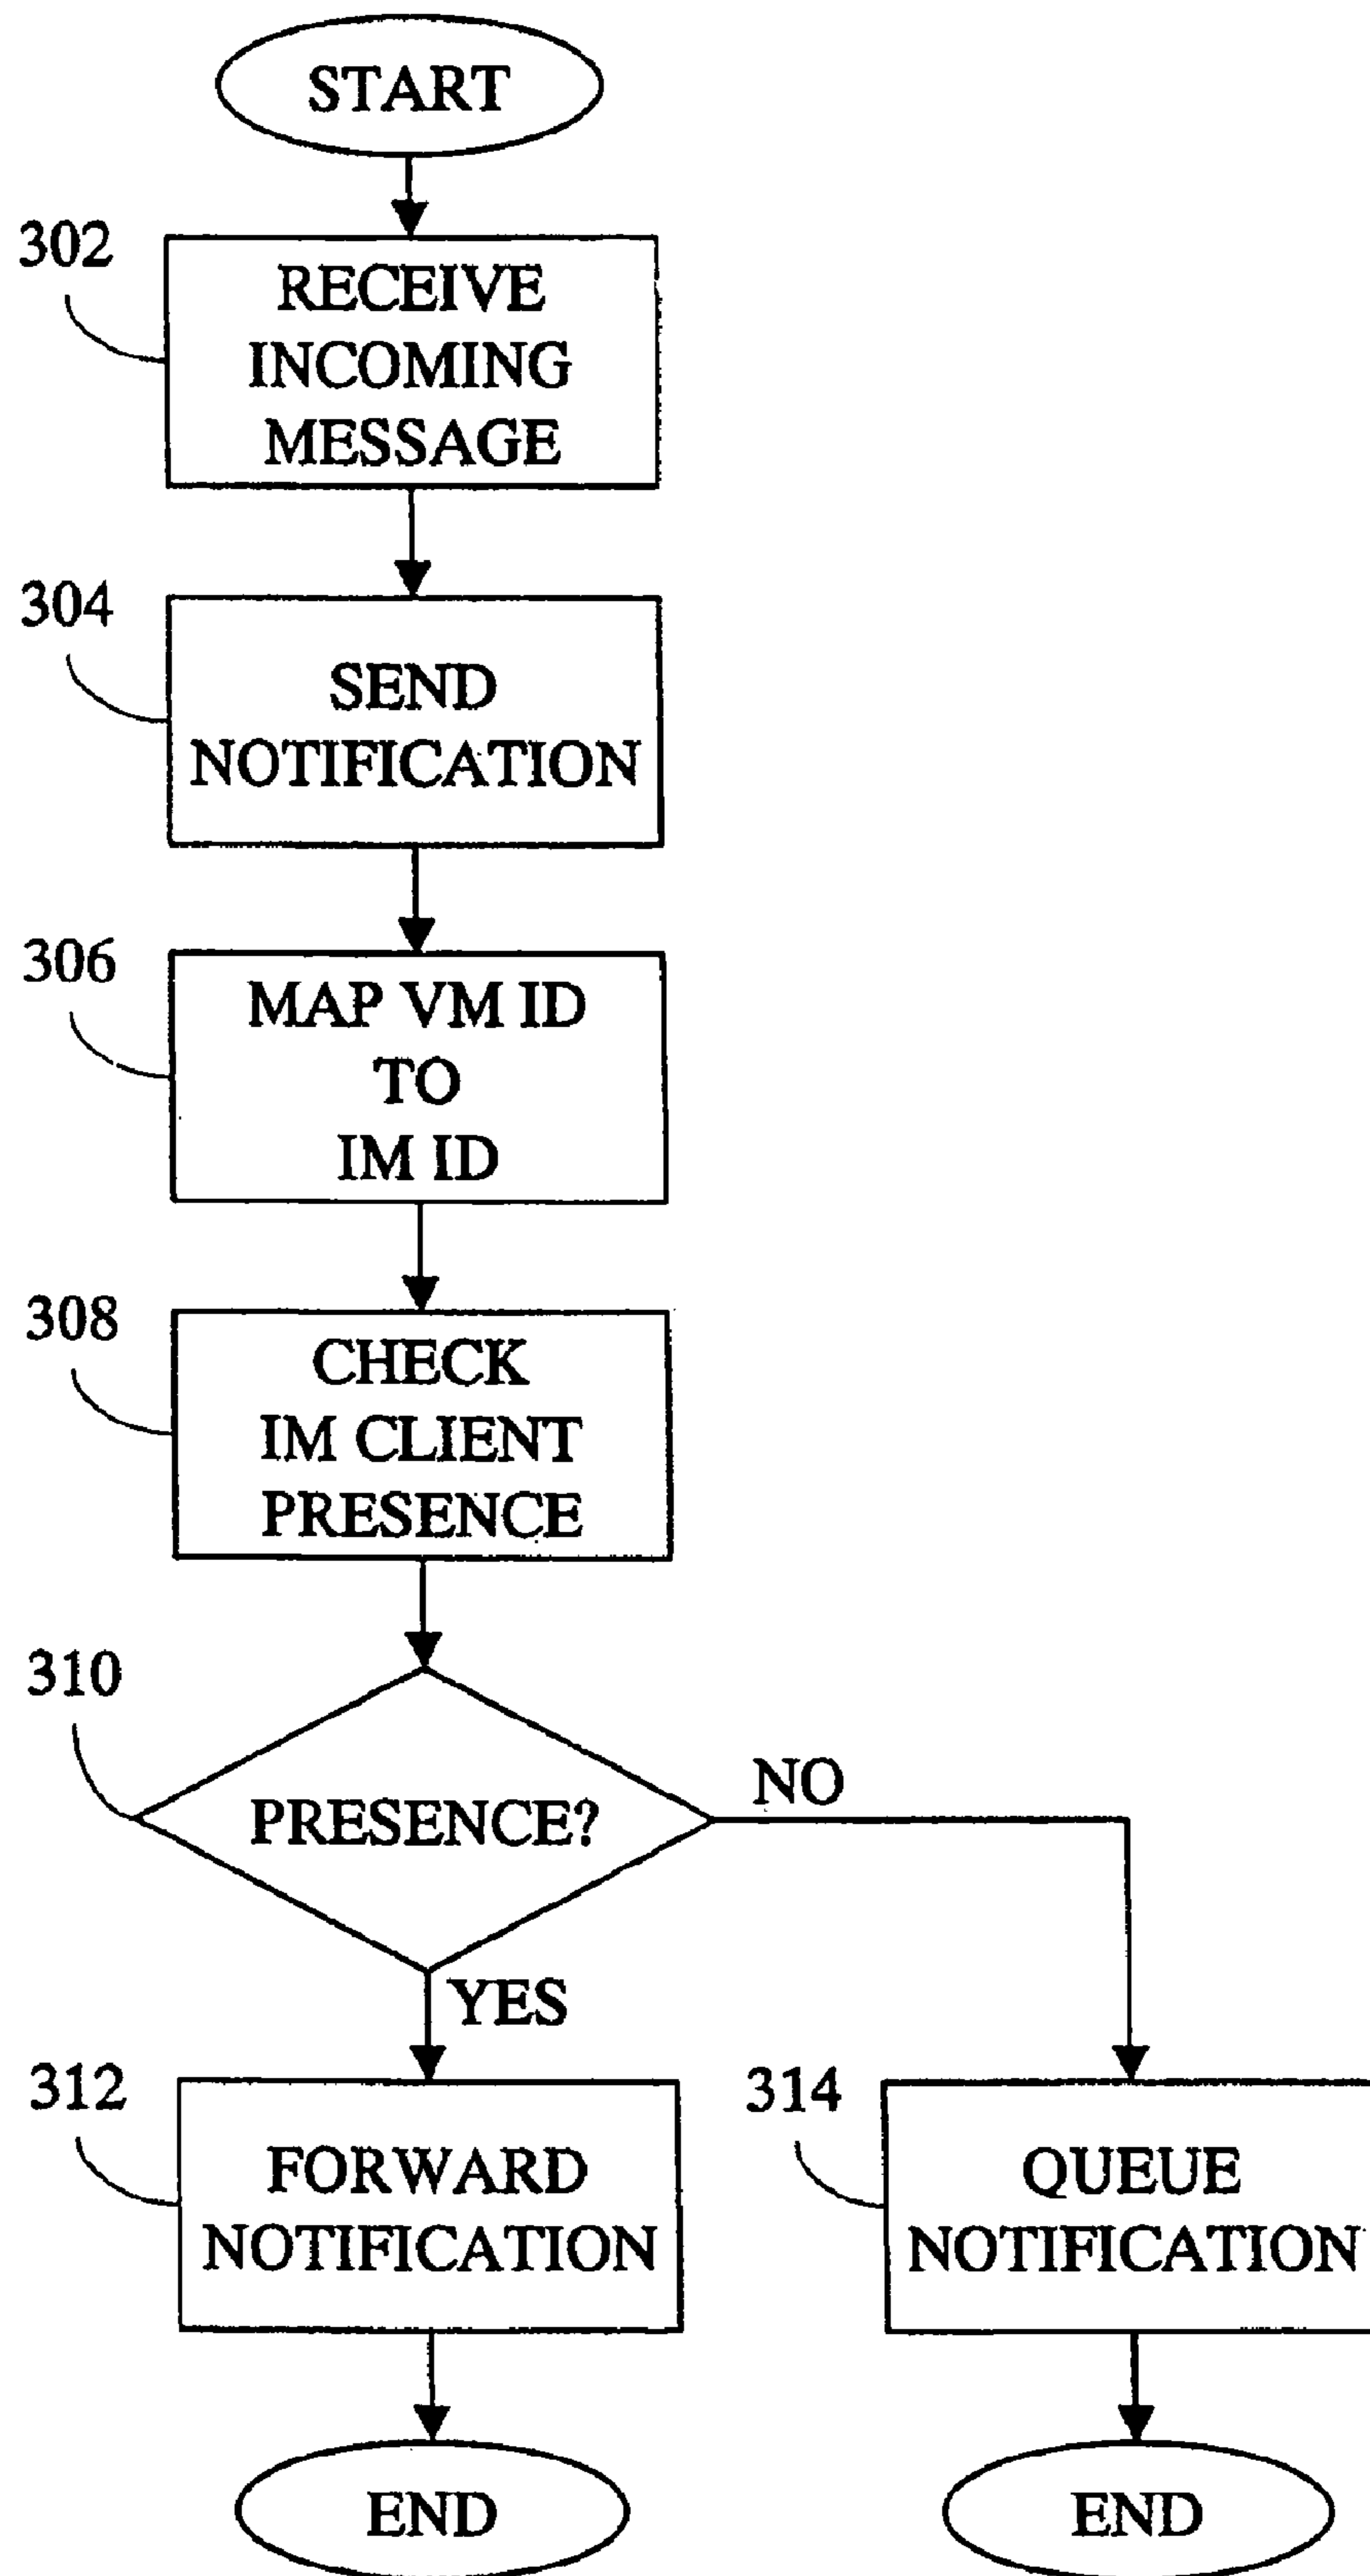 START
302
RECEIVE
INCOMING
MESSAGE
304
SEND
NOTIFICATION
306
MAP VM ID
TO
IM ID
308
CHECK
IM CLIENT
PRESENCE
310
PRESENCE?
NO
YES
312
FORWARD
NOTIFICATION
314
QUEUE
NOTIFICATION
END
END